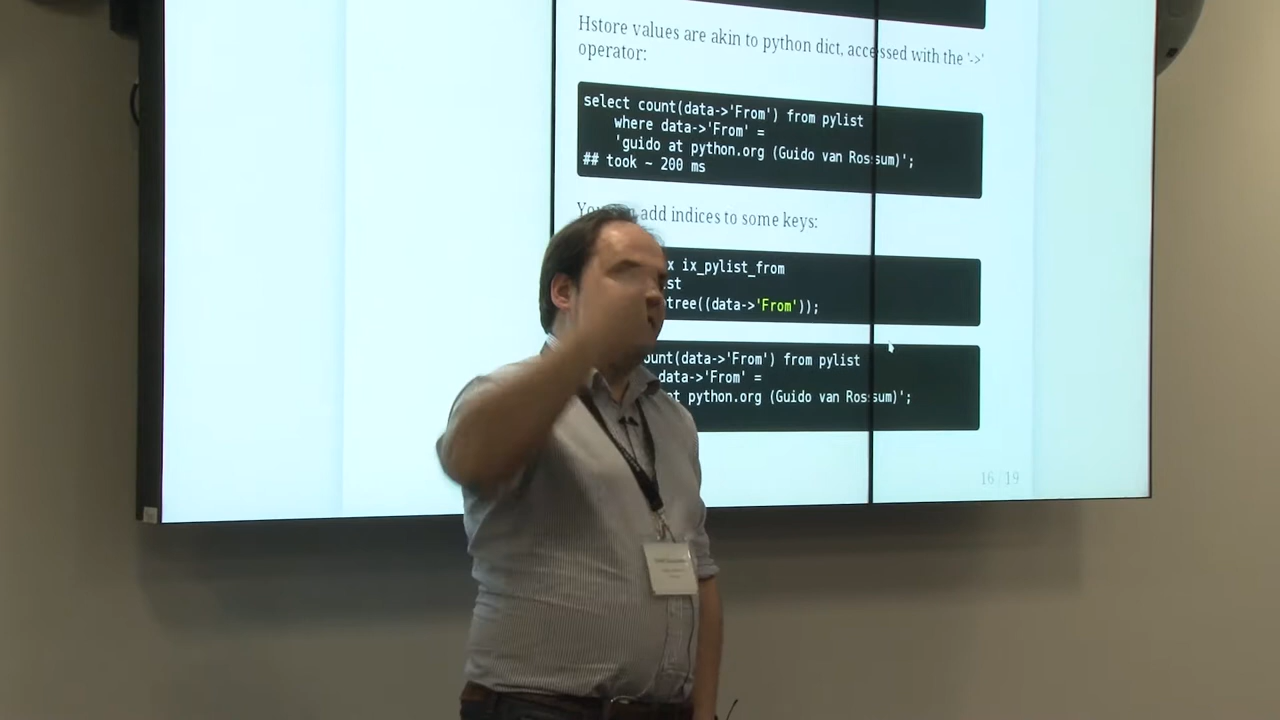 Hstore values are akin to python dict, accessed with the '->'
operator:
select count(data->'From') from pylist
where data->'From' =
'guido at python.org (Guido van Rossum)';
## took ~ 200 ms
add indices to some keys:
x ix_pylist_from
st
tree((data->'From'));
ount(data->'From') from pylist
data->'From' =
at python.org (Guido van Rossum)';
16 / 19